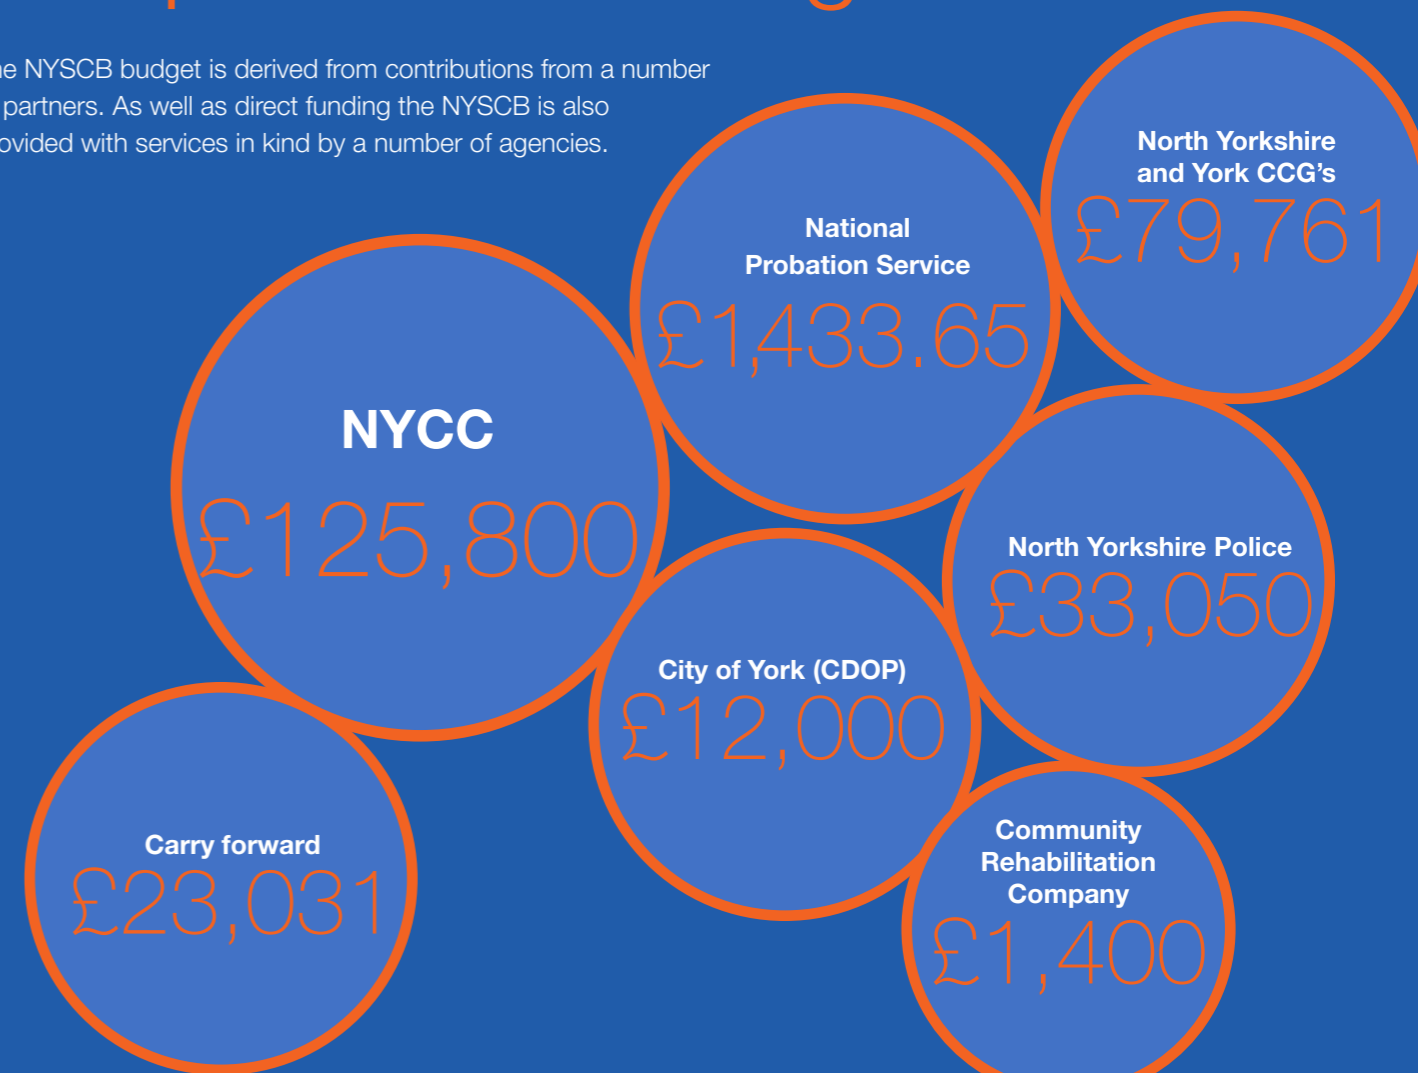 NYSCB budget is derived from contributions from a number
partners. As well as direct funding the NYSCB is also
with services in kind by a number of agencies.
North Yorkshire
and York CCG's
£79,761
National
Probation Service
£1,433.65
NYCC
£125,800
North Yorkshire Police
£33,050
City of York (CDOP)
£12,000
Carry forward
£23,031
Community
Rehabilitation
Company
£1,400